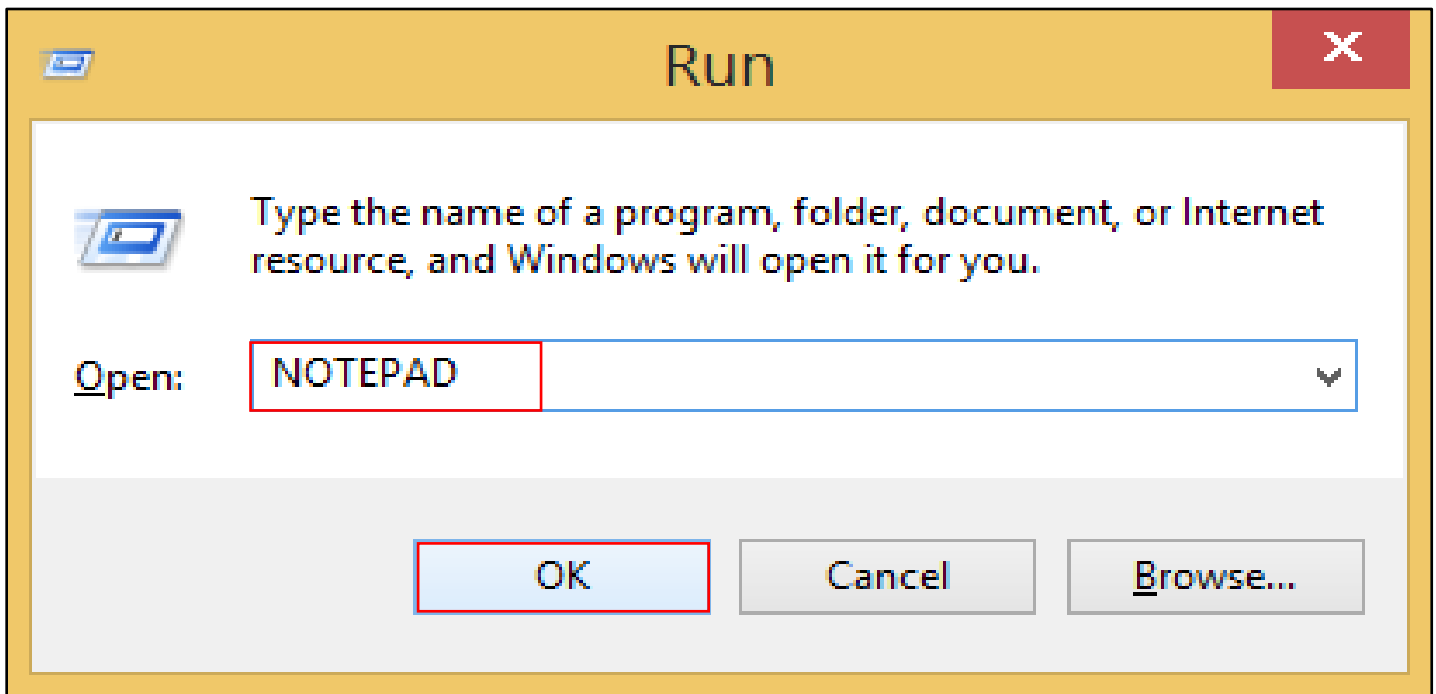 Run
Type the name of a program, folder, document, or Internet
resource, and Windows will open it for you.
Open: NOTEPAD
OK Cancel Browse...